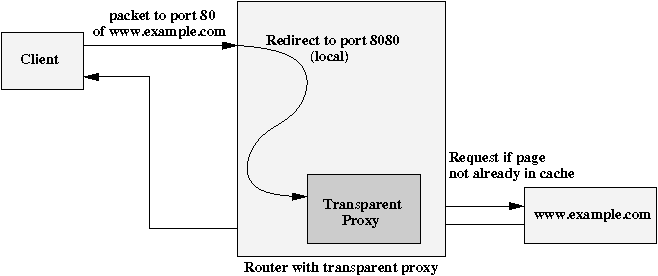 packet to port 80
of www.example.com
Client
Redirect to port 8080
(local)
Transparent
Proxy
Request if page
not already in cache
www.example.com
Router with transparent proxy